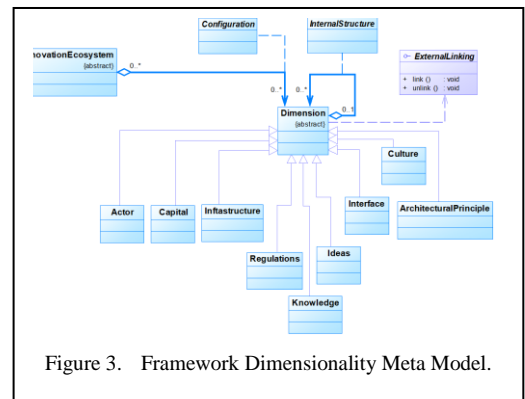 Configuration
InternalStructure
novationEcosystem
{abstract}
0..*
0..*
0..*
0..1
ExternalLinking
+ link () : void
+ unlink () : void
Dimension
{abstract}
Culture
Actor
Capital
Inftastructure
Interface
ArchitecturalPrinciple
Regulations
Ideas
Knowledge
Figure 3. Framework Dimensionality Meta Model.